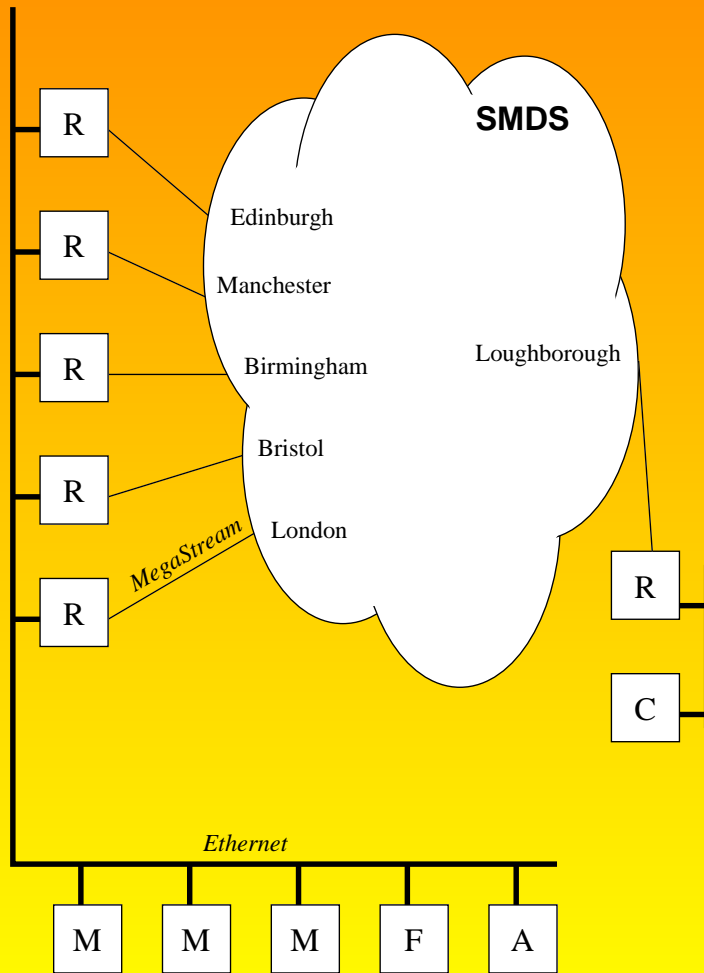 SMDS
R
Edinburgh
R
Manchester
R
Birmingham
Loughborough
R
Bristol
MegaStream
London
R
R
C
Ethernet
M M M F A